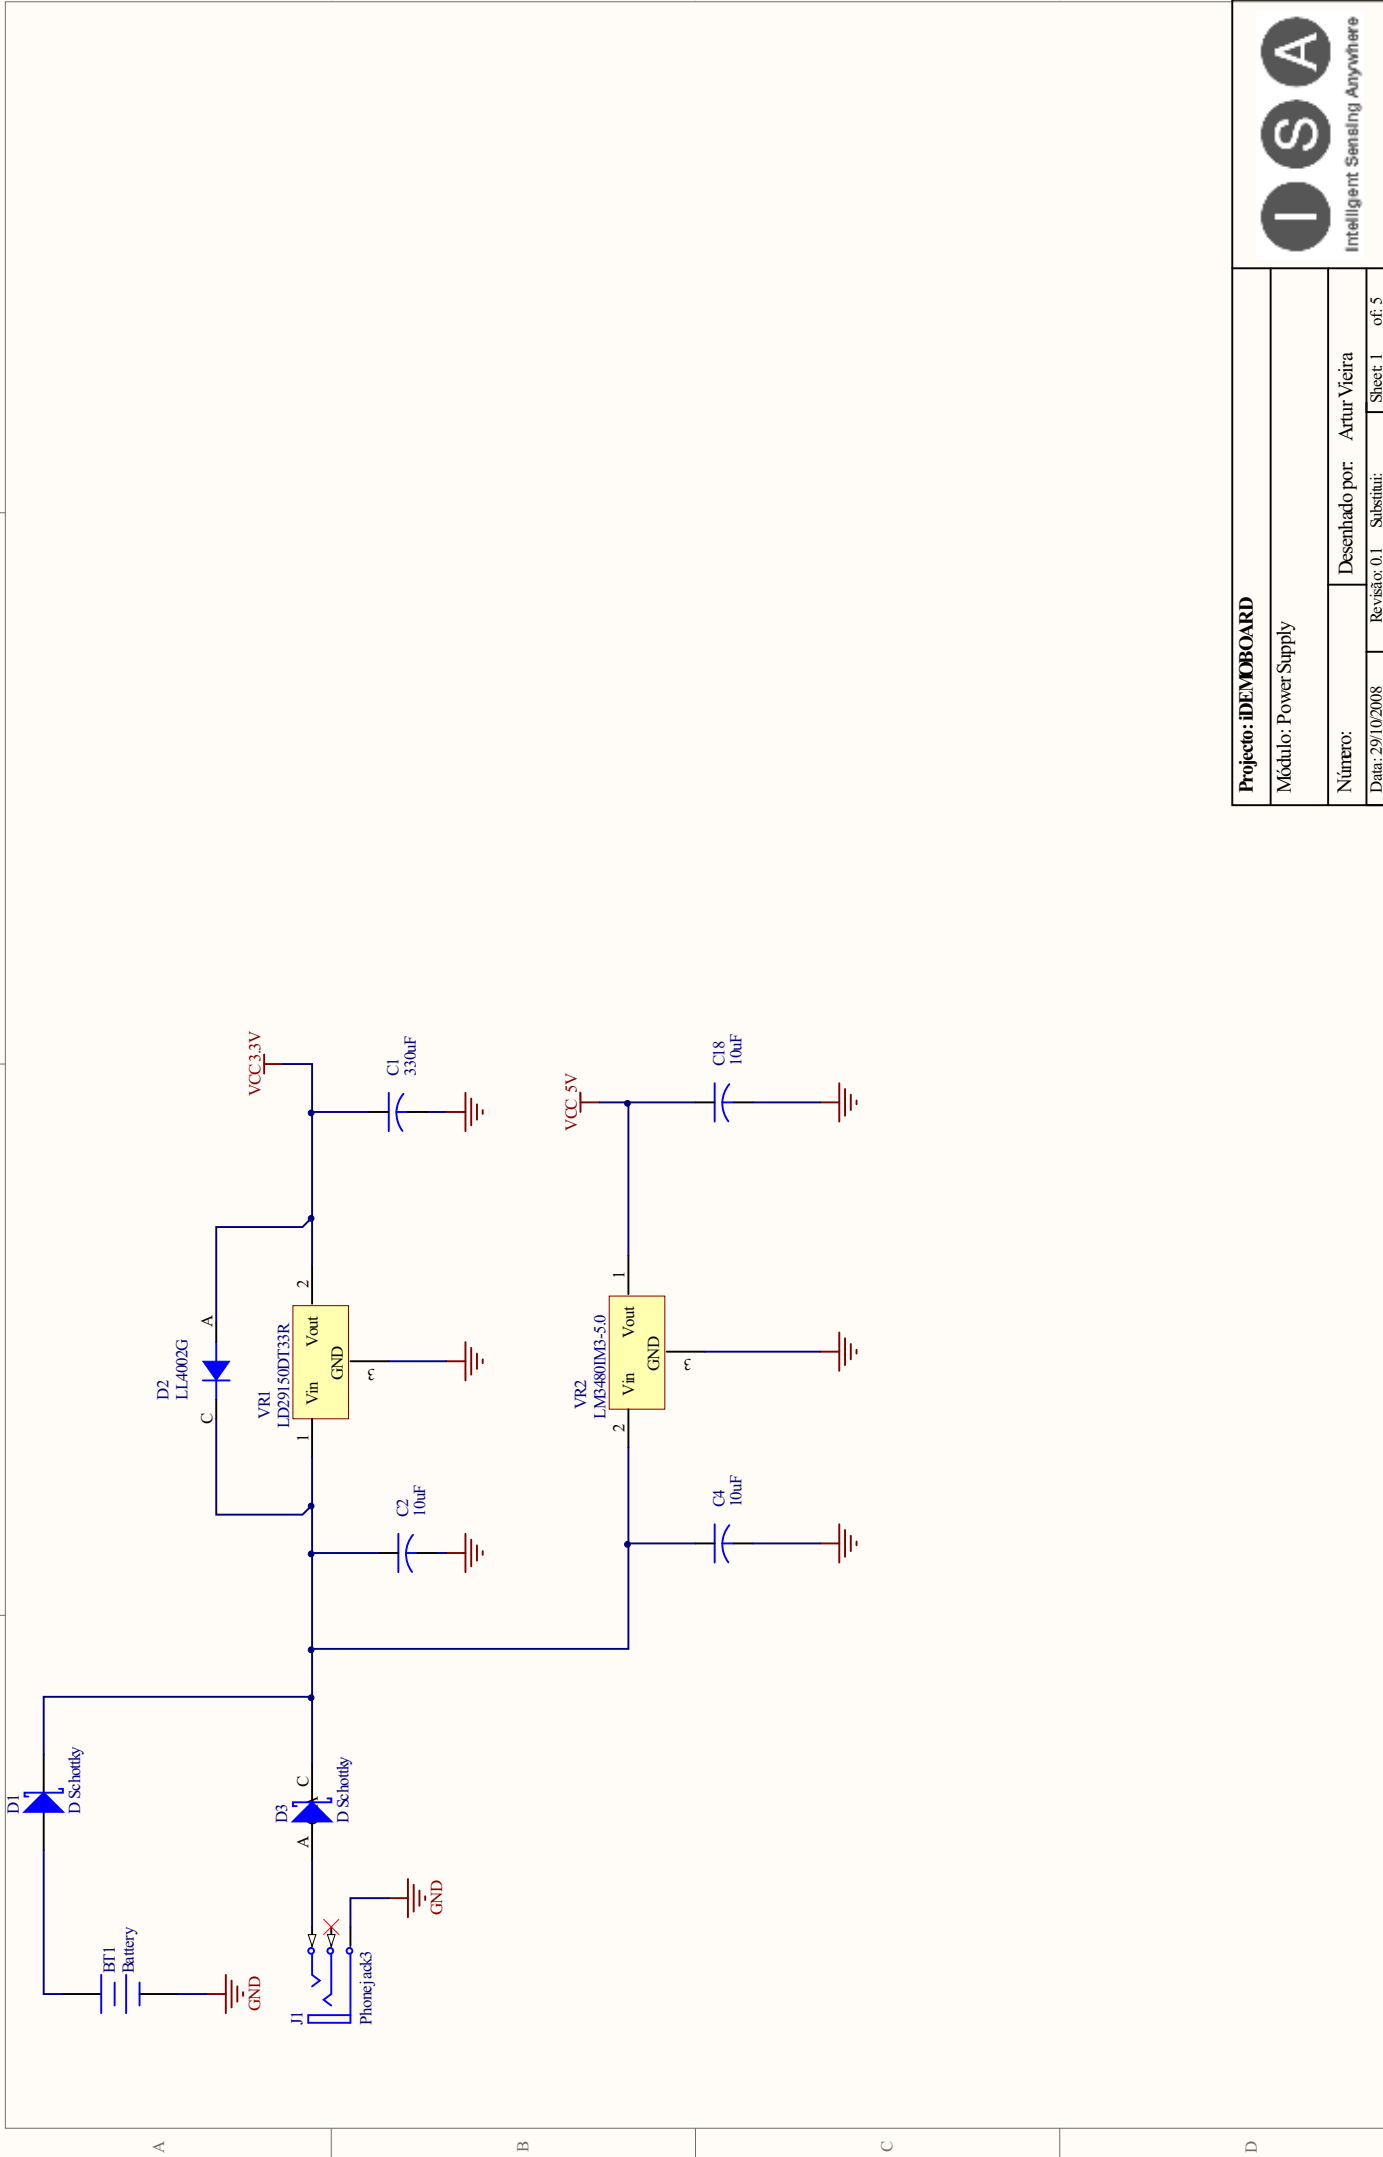 D1
D Schottky
BT1
Battery
GND
J1
Phonejack3
GND
D3
A
C
D Schottky
D2
LL4002G
C
A
VR1
LD29150DT33R
1
Vin
Vout
GND
2
3
C2
10uF
VCC3.3V
C1
330uF
VR2
LM3480IM3-5.0
2
Vin
Vout
GND
1
3
C4
10uF
VCC_5V
C18
10uF
A
B
C
D
Projecto: iDEMOBOARD
Módulo: Power Supply
Número:
Desenhado por: Artur Vieira
Data: 29/10/2008
Revisão: 0.1
Substitui:
Sheet: 1 of: 5
I S A
Intelligent Sensing Anywhere